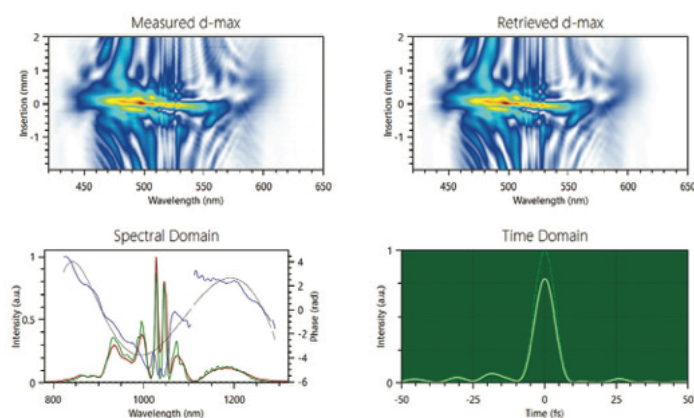 Measured d-max
Retrieved d-max
2
1
0
-1
Insertion (mm)
450 500 550 600 650
Wavelength (nm)
2
1
0
-1
Insertion (mm)
450 500 550 600 650
Wavelength (nm)
Spectral Domain
Time Domain
1
0.5
0
Intensity (a.u.)
4
2
0
-2
-4
-6
Phase (rad)
800 1000 1200
Wavelength (nm)
1
0
Intensity (a.u.)
-50 -25 0 25 50
Time (fs)